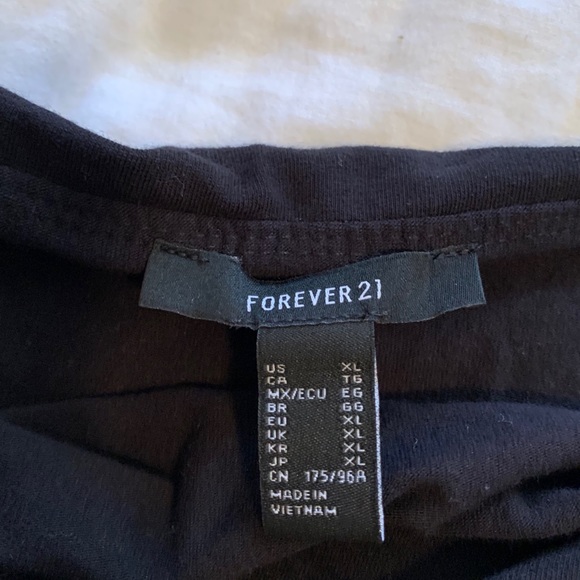 FOREVER 21
US XL
CA TG
MX/ECU EG
BR GG
EU XL
UK XL
KR XL
JP XL
CN 175/96A
MADE IN
VIETNAM